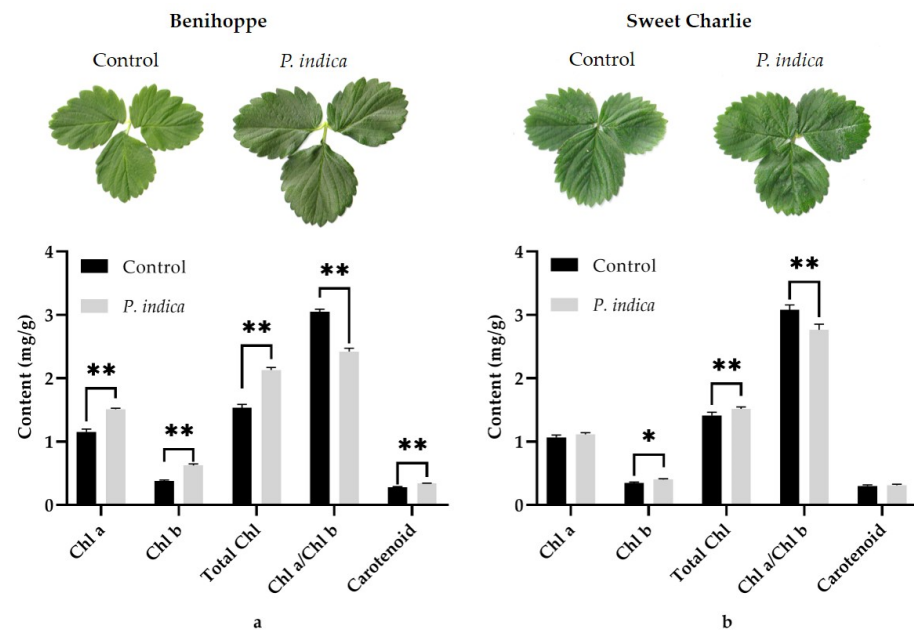 Benihoppe
Sweet Charlie
Control
P. indica
Control
P. indica
Content (mg/g)
4
3
2
1
0
Control
P. indica
**
**
**
**
**
Chl a
Chl b
Total Chl
Chl a/Chl b
Carotenoid
a
Content (mg/g)
4
3
2
1
0
Control
P. indica
*
**
**
Chl a
Chl b
Total Chl
Chl a/Chl b
Carotenoid
b